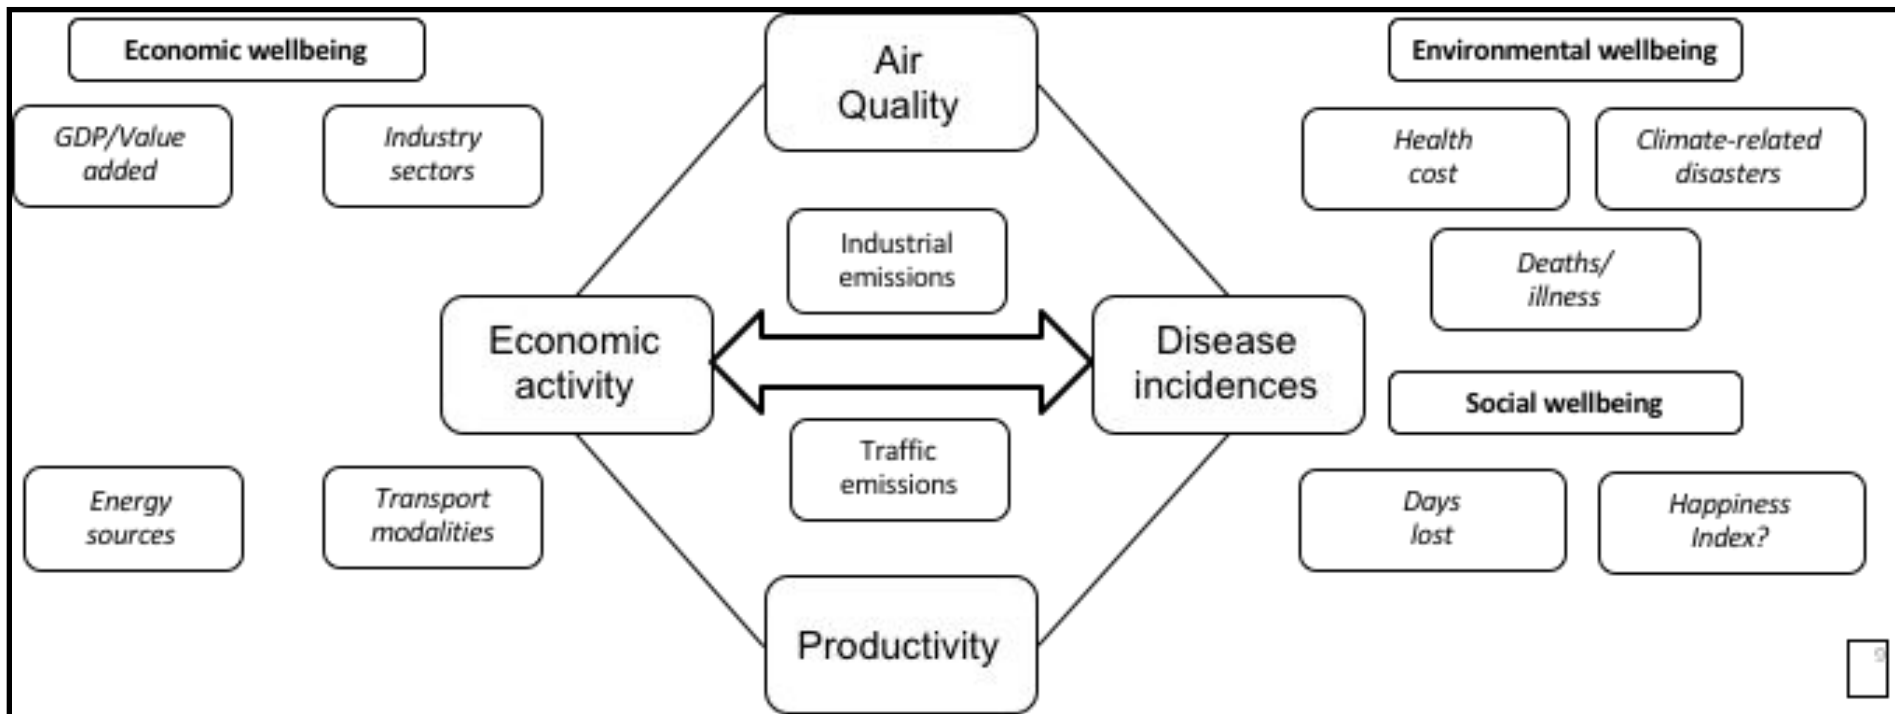 Economic wellbeing
GDP/Value
added
Industry
sectors
Energy
sources
Transport
modalities
Air
Quality
Industrial
emissions
Economic
activity
Disease
incidences
Traffic
emissions
Productivity
Environmental wellbeing
Health
cost
Climate-related
disasters
Deaths/
illness
Social wellbeing
Days
lost
Happiness
Index?
9